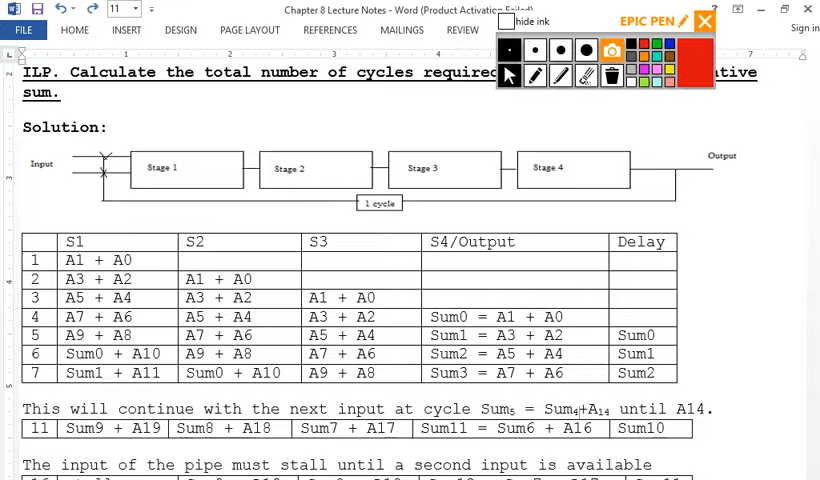 11
Chapter 8 Lecture Notes - Word (Product Activation Failed)
?
hide ink
EPIC PEN
FILE HOME INSERT DESIGN PAGE LAYOUT REFERENCES MAILINGS REVIEW
Sign in
1 2 3 7
ILP. Calculate the total number of cycles require
ative
sum.
Solution:
Input Stage 1 Stage 2 Stage 3 Stage 4 Output
1 cycle
S1 S2 S3 S4/Output Delay
1 A1 + A0
2 A3 + A2 A1 + A0
3 A5 + A4 A3 + A2 A1 + A0
4 A7 + A6 A5 + A4 A3 + A2 Sum0 = A1 + A0
5 A9 + A8 A7 + A6 A5 + A4 Sum1 = A3 + A2 Sum0
6 Sum0 + A10 A9 + A8 A7 + A6 Sum2 = A5 + A4 Sum1
7 Sum1 + A11 Sum0 + A10 A9 + A8 Sum3 = A7 + A6 Sum2
This will continue with the next input at cycle Sum5 = Sum4+A14 until A14.
11 Sum9 + A19 Sum8 + A18 Sum7 + A17 Sum11 = Sum6 + A16 Sum10
The input of the pipe must stall until a second input is available